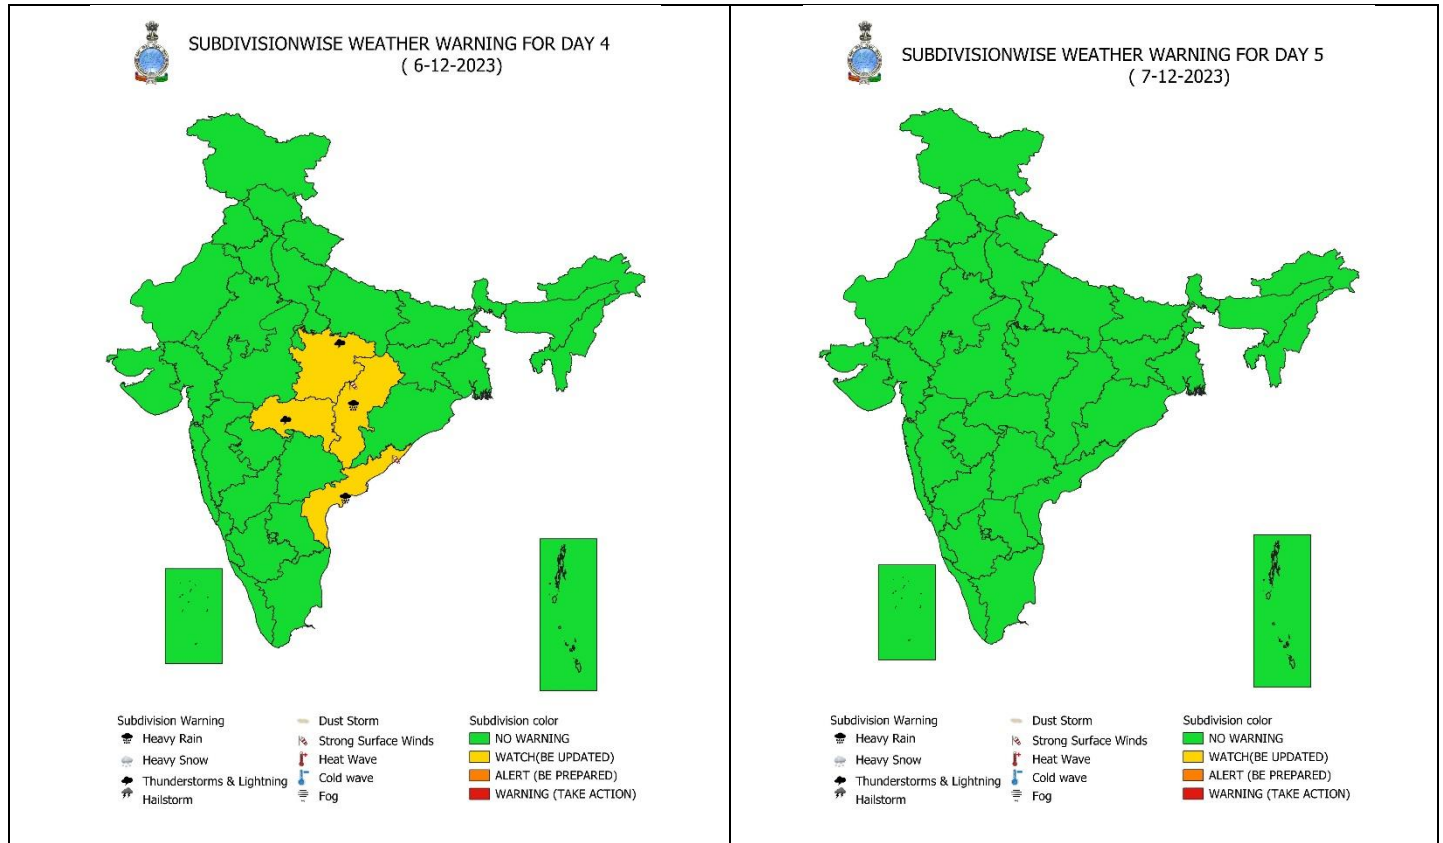 SUBDIVISIONWISE WEATHER WARNING FOR DAY 4
( 6-12-2023)
Subdivision Warning
Heavy Rain
Heavy Snow
Thunderstorms & Lightning
Hailstorm
Dust Storm
Strong Surface Winds
Heat Wave
Cold wave
Fog
Subdivision color
NO WARNING
WATCH(BE UPDATED)
ALERT (BE PREPARED)
WARNING (TAKE ACTION)
SUBDIVISIONWISE WEATHER WARNING FOR DAY 5
( 7-12-2023)
Subdivision Warning
Heavy Rain
Heavy Snow
Thunderstorms & Lightning
Hailstorm
Dust Storm
Strong Surface Winds
Heat Wave
Cold wave
Fog
Subdivision color
NO WARNING
WATCH(BE UPDATED)
ALERT (BE PREPARED)
WARNING (TAKE ACTION)